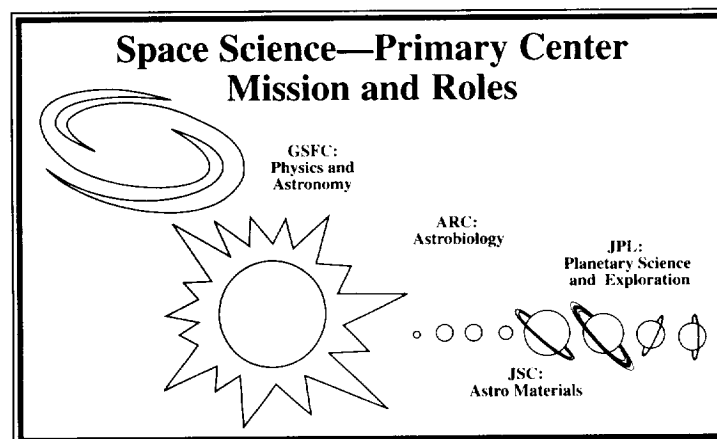 Space Science—Primary Center
Mission and Roles
GSFC:
Physics and
Astronomy
ARC:
Astrobiology
JPL:
Planetary Science
and Exploration
JSC:
Astro Materials